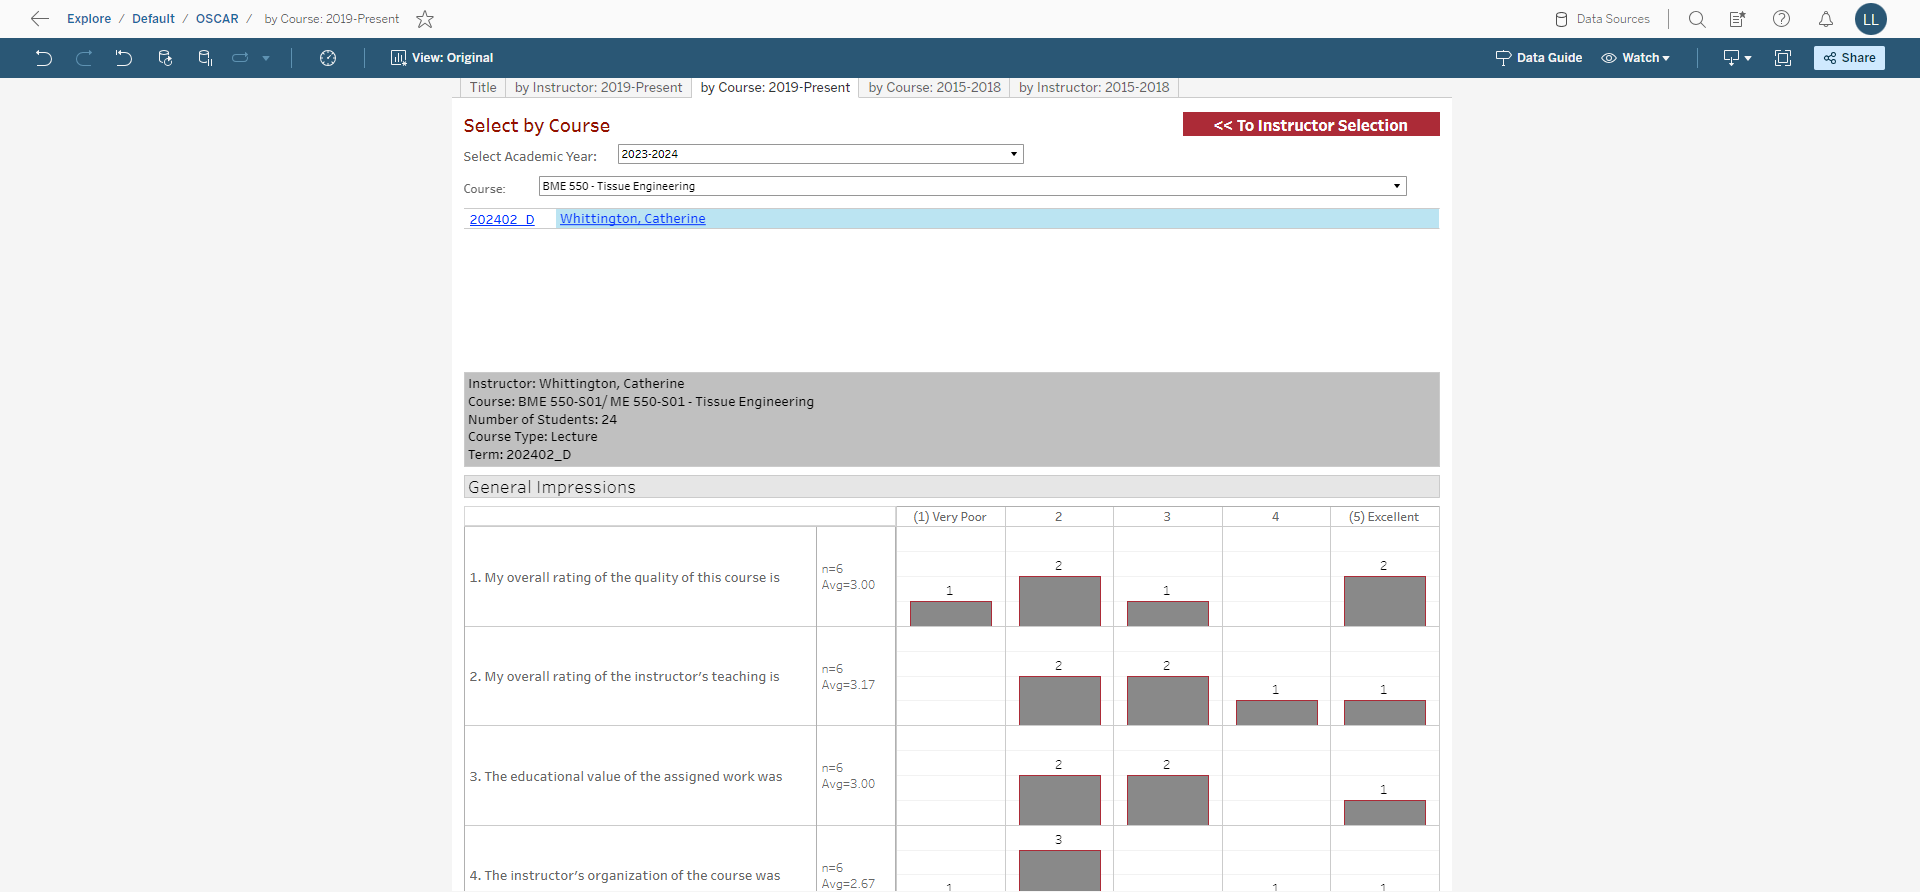 Explore / Default / OSCAR / by Course: 2019-Present
Data Sources
LL
View: Original
Data Guide
Watch
Share
Title
by Instructor: 2019-Present
by Course: 2019-Present
by Course: 2015-2018
by Instructor: 2015-2018
Select by Course
<< To Instructor Selection
Select Academic Year:
2023-2024
Course:
BME 550 - Tissue Engineering
202402_D
Whittington, Catherine
Instructor: Whittington, Catherine
Course: BME 550-S01/ ME 550-S01 - Tissue Engineering
Number of Students: 24
Course Type: Lecture
Term: 202402_D
General Impressions
(1) Very Poor 2 3 4 (5) Excellent
1. My overall rating of the quality of this course is
n=6
Avg=3.00
1 2 1 2
2. My overall rating of the instructor's teaching is
n=6
Avg=3.17
2 2 1 1
3. The educational value of the assigned work was
n=6
Avg=3.00
2 2 1
4. The instructor's organization of the course was
n=6
Avg=2.67
1 3 1 1